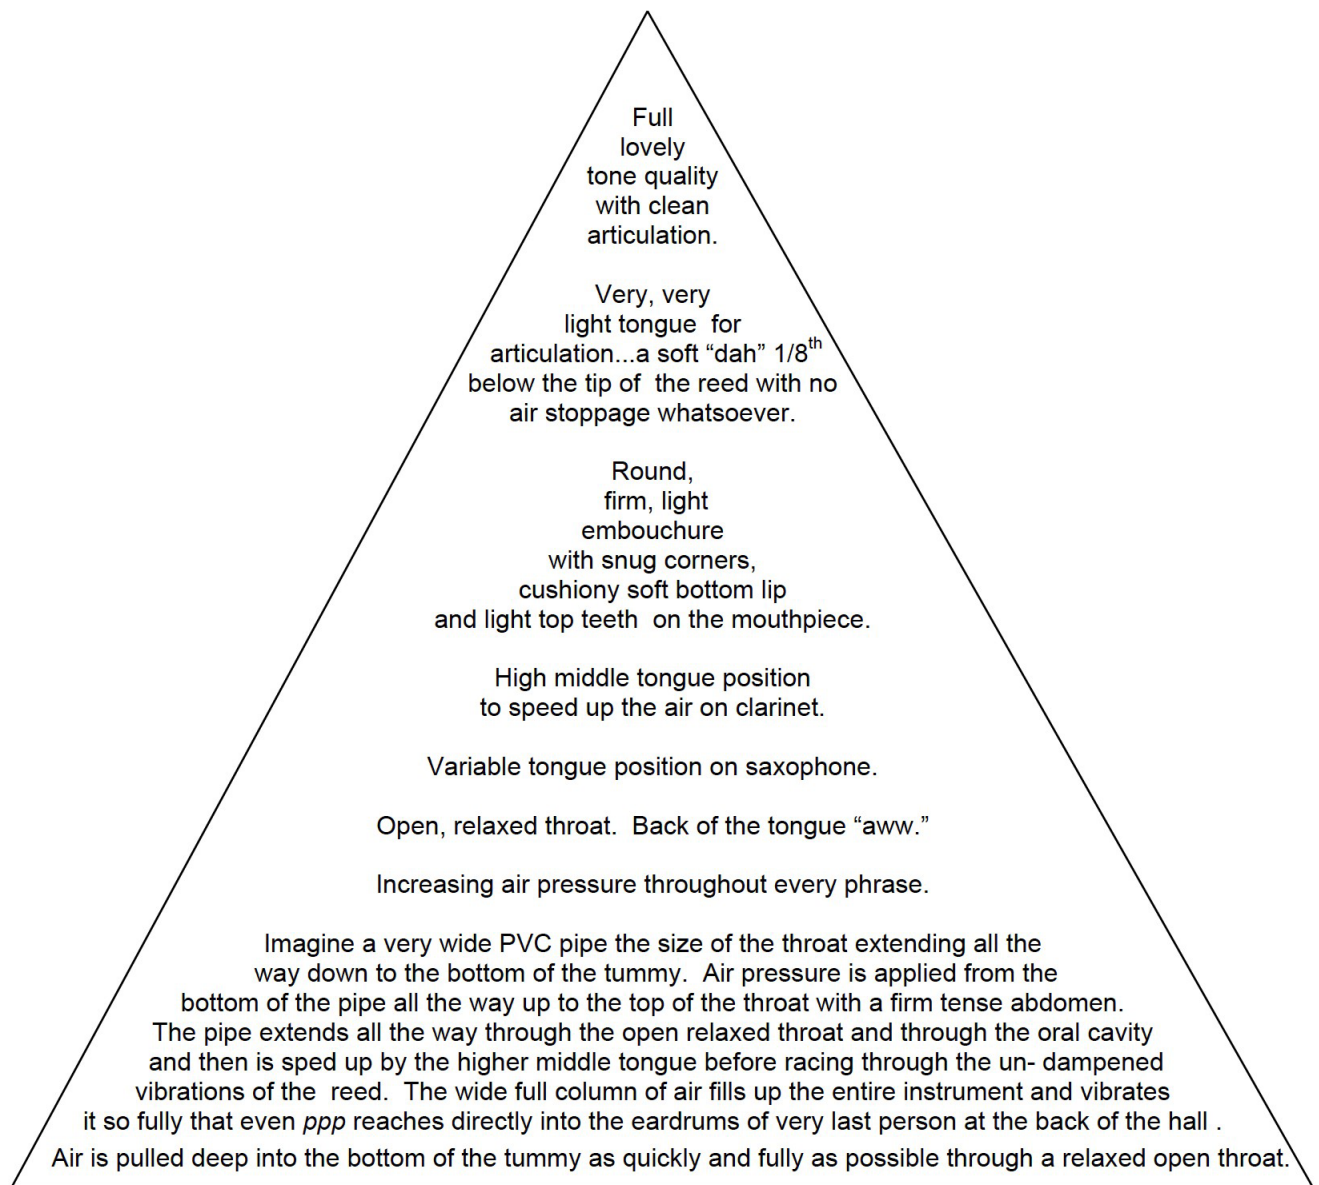 Full
lovely
tone quality
with clean
articulation.
Very, very
light tongue  for
articulation...a soft “dah” 1/8th
below the tip of  the reed with no
air stoppage whatsoever.
Round,
firm, light
embouchure
with snug corners,
cushiony soft bottom lip
and light top teeth  on the mouthpiece.
High middle tongue position
to speed up the air on clarinet.
Variable tongue position on saxophone.
Open, relaxed throat.  Back of the tongue “aww.”
Increasing air pressure throughout every phrase.
Imagine a very wide PVC pipe the size of the throat extending all the
way down to the bottom of the tummy.  Air pressure is applied from the
bottom of the pipe all the way up to the top of the throat with a firm tense abdomen.
The pipe extends all the way through the open relaxed throat and through the oral cavity
and then is sped up by the higher middle tongue before racing through the un- dampened
vibrations of the  reed.  The wide full column of air fills up the entire instrument and vibrates
it so fully that even ppp reaches directly into the eardrums of very last person at the back of the hall .
Air is pulled deep into the bottom of the tummy as quickly and fully as possible through a relaxed open throat.